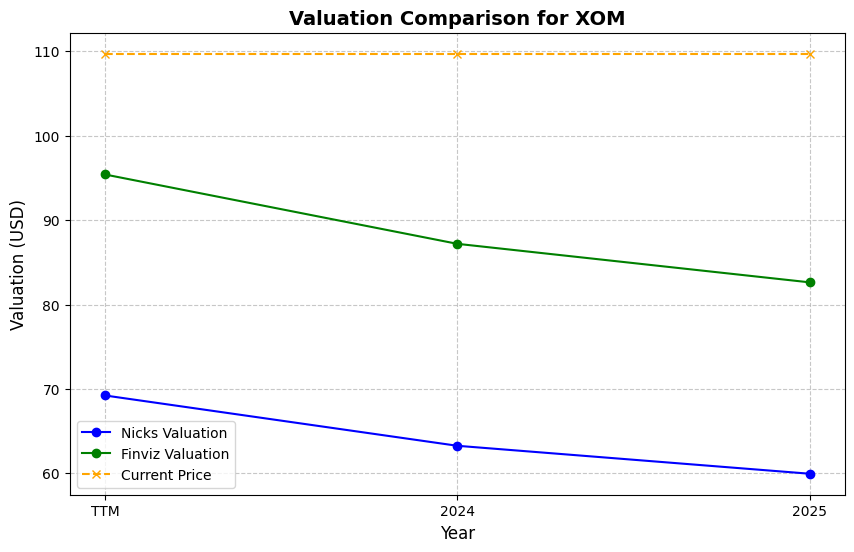 Valuation Comparison for XOM
Valuation (USD)
110
100
90
80
70
60
Nicks Valuation
Finviz Valuation
Current Price
TTM
2024
2025
Year